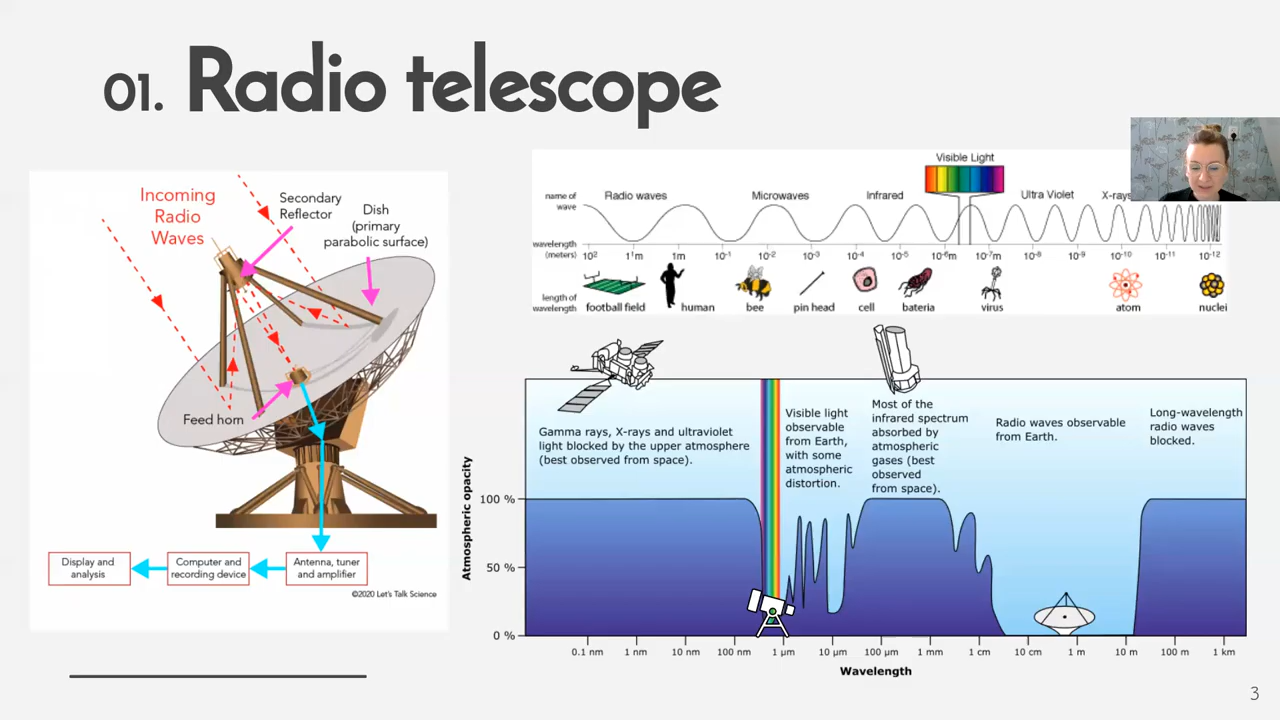 01. Radio telescope
Incoming
Radio
Waves
Secondary
Reflector
Dish
(primary
parabolic surface)
Feed horn
Display and
analysis
Computer and
recording device
Antenna, tuner
and amplifier
©2020 Let's Talk Science
Visible Light
name of
wave
Radio waves
Microwaves
Infrared
Ultra Violet
X-rays
wavelength
(meters)
10² 1¹m 1m 10⁻¹ 10⁻² 10⁻³ 10⁻⁴ 10⁻⁵ 10⁻⁶m 10⁻⁷m 10⁻⁸ 10⁻⁹ 10⁻¹⁰ 10⁻¹¹ 10⁻¹²
length of
wavelength
football field human bee pin head cell bateria virus atom nuclei
Gamma rays, X-rays and ultraviolet
light blocked by the upper atmosphere
(best observed from space).
Visible light
observable
from Earth,
with some
atmospheric
distortion.
Most of the
infrared spectrum
absorbed by
atmospheric
gases (best
observed
from space).
Radio waves observable
from Earth.
Long-wavelength
radio waves
blocked.
Atmospheric opacity
100 %
50 %
0 %
0.1 nm 1 nm 10 nm 100 nm 1 µm 10 µm 100 µm 1 mm 1 cm 10 cm 1 m 10 m 100 m 1 km
Wavelength
3